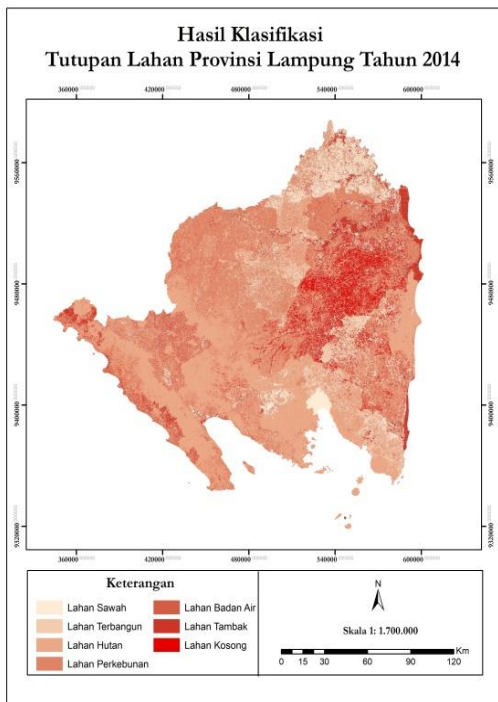 Hasil Klasifikasi
Tutupan Lahan Provinsi Lampung Tahun 2014
360000 420000 480000 540000 600000
9560000 9560000
9480000 9480000
9400000 9400000
9320000 9320000
360000 420000 480000 540000 600000
Keterangan
Lahan Sawah
Lahan Terbangun
Lahan Hutan
Lahan Perkebunan
Lahan Badan Air
Lahan Tambak
Lahan Kosong
N
Skala 1: 1.700.000
Km
0 7,5 15 30 60 90 120